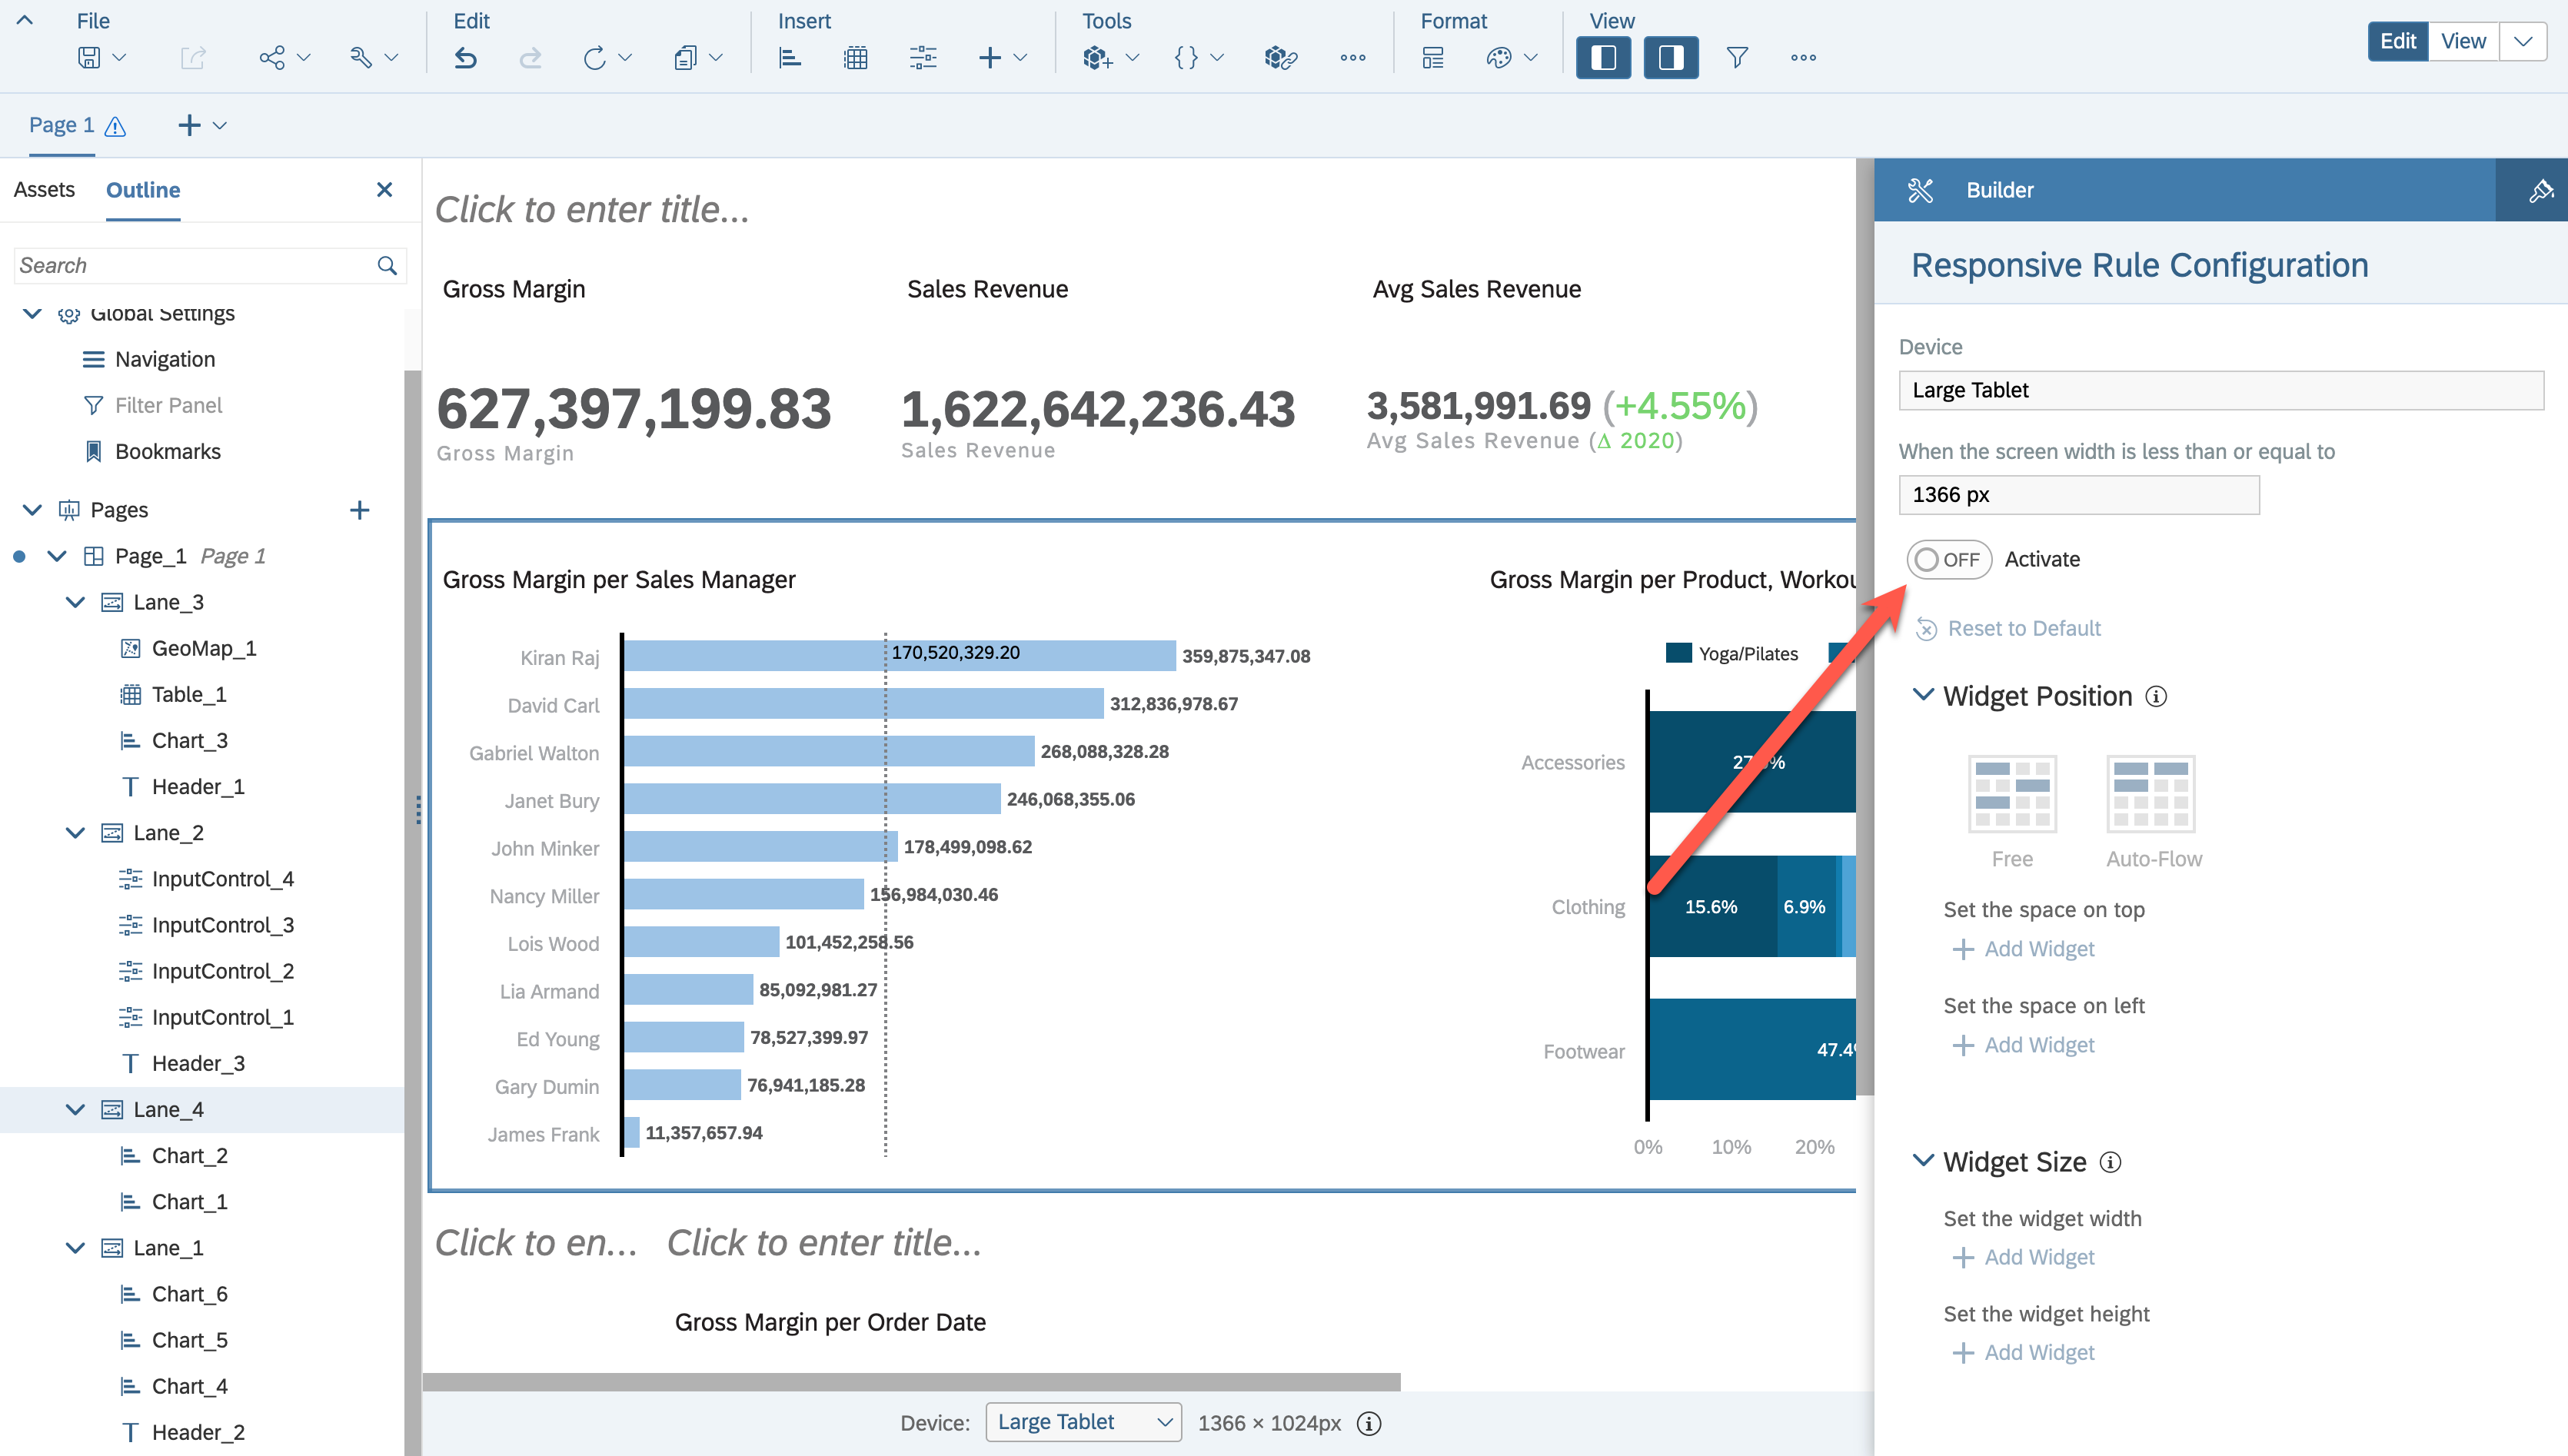 File
Edit
Insert
Tools
Format
View
Edit
View
Page 1
Assets
Outline
Search
Global Settings
Navigation
Filter Panel
Bookmarks
Pages
Page_1 Page 1
Lane_3
GeoMap_1
Table_1
Chart_3
Header_1
Lane_2
InputControl_4
InputControl_3
InputControl_2
InputControl_1
Header_3
Lane_4
Chart_2
Chart_1
Lane_1
Chart_6
Chart_5
Chart_4
Header_2
Click to enter title...
Gross Margin
627,397,199.83
Gross Margin
Sales Revenue
1,622,642,236.43
Sales Revenue
Avg Sales Revenue
3,581,991.69 (+4.55%)
Avg Sales Revenue (Δ 2020)
Gross Margin per Sales Manager
170,520,329.20
Kiran Raj 359,875,347.08
David Carl 312,836,978.67
Gabriel Walton 268,088,328.28
Janet Bury 246,068,355.06
John Minker 178,499,098.62
Nancy Miller 156,984,030.46
Lois Wood 101,452,258.56
Lia Armand 85,092,981.27
Ed Young 78,527,399.97
Gary Dumin 76,941,185.28
James Frank 11,357,657.94
Gross Margin per Product, Workou
Yoga/Pilates
Accessories
Clothing 15.6% 6.9%
Footwear 47.4
0% 10% 20%
Click to en... Click to enter title...
Gross Margin per Order Date
Device: Large Tablet 1366 × 1024px
Builder
Responsive Rule Configuration
Device
Large Tablet
When the screen width is less than or equal to
1366 px
OFF Activate
Reset to Default
Widget Position
Free
Auto-Flow
Set the space on top
Add Widget
Set the space on left
Add Widget
Widget Size
Set the widget width
Add Widget
Set the widget height
Add Widget